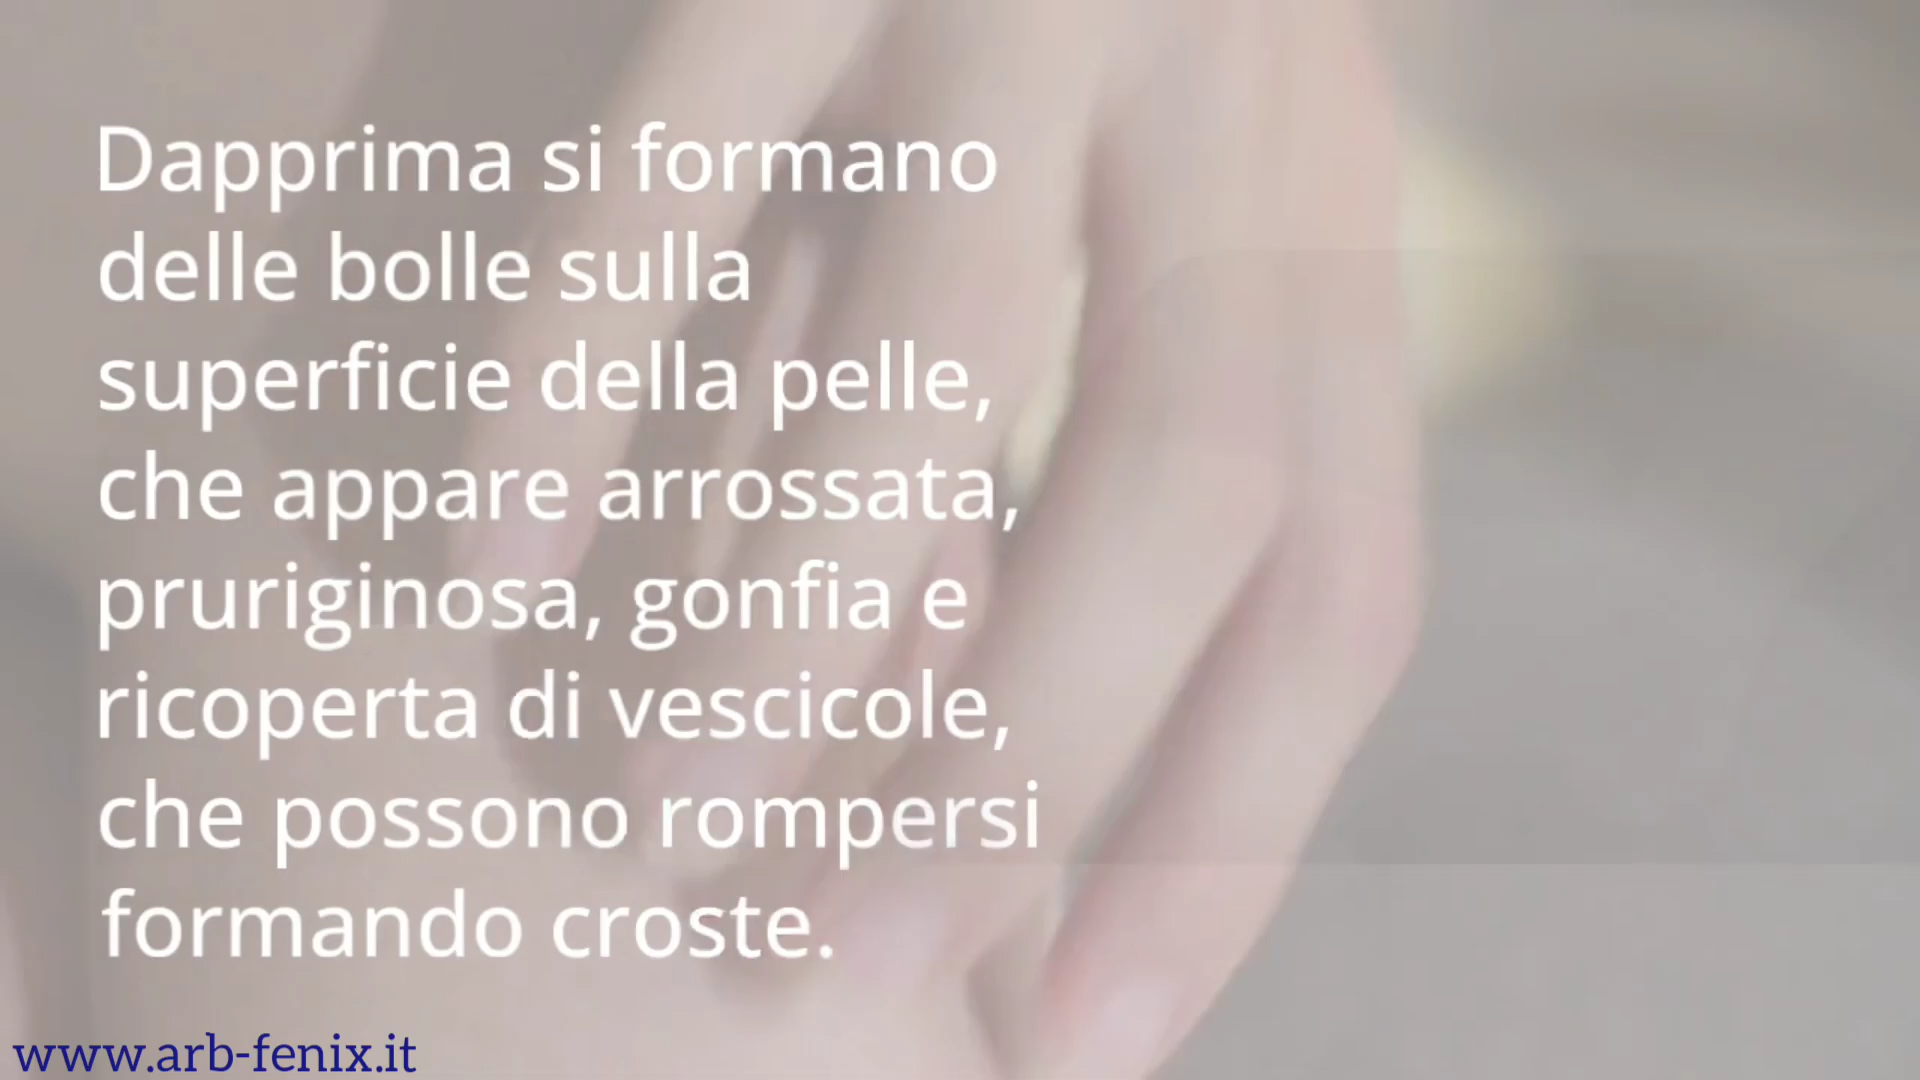 Dapprima si formano
delle bolle sulla
superficie della pelle,
che appare arrossata,
pruriginosa, gonfia e
ricoperta di vescicole,
che possono rompersi
formando croste.
www.arb-fenix.it